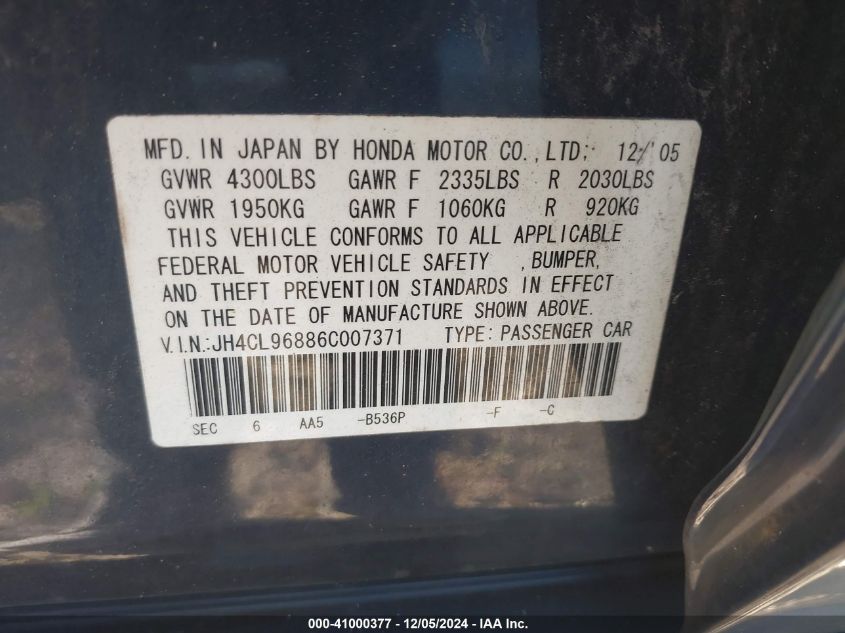 MFD. IN JAPAN BY HONDA MOTOR CO.,LTD; 12/'05
GVWR 4300LBS GAWR F 2335LBS R 2030LBS
GVWR 1950KG GAWR F 1060KG R 920KG
THIS VEHICLE CONFORMS TO ALL APPLICABLE
FEDERAL MOTOR VEHICLE SAFETY ,BUMPER,
AND THEFT PREVENTION STANDARDS IN EFFECT
ON THE DATE OF MANUFACTURE SHOWN ABOVE.
V.I.N.:JH4CL96886C007371 TYPE: PASSENGER CAR
SEC 6 AA5 -B536P -F -C
000-41000377 - 12/05/2024 - IAA Inc.